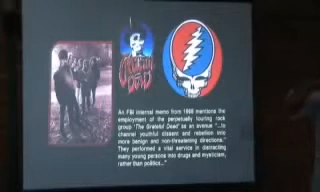 GRATEFUL
DEAD
An FBI internal memo from 1968 mentions the
employment of the perpetually touring rock
group 'The Grateful Dead' as an avenue "...to
channel youthful dissent and rebellion into
more benign and non-threatening directions."
They performed a vital service in distracting
many young persons into drugs and mysticism,
rather than politics..."